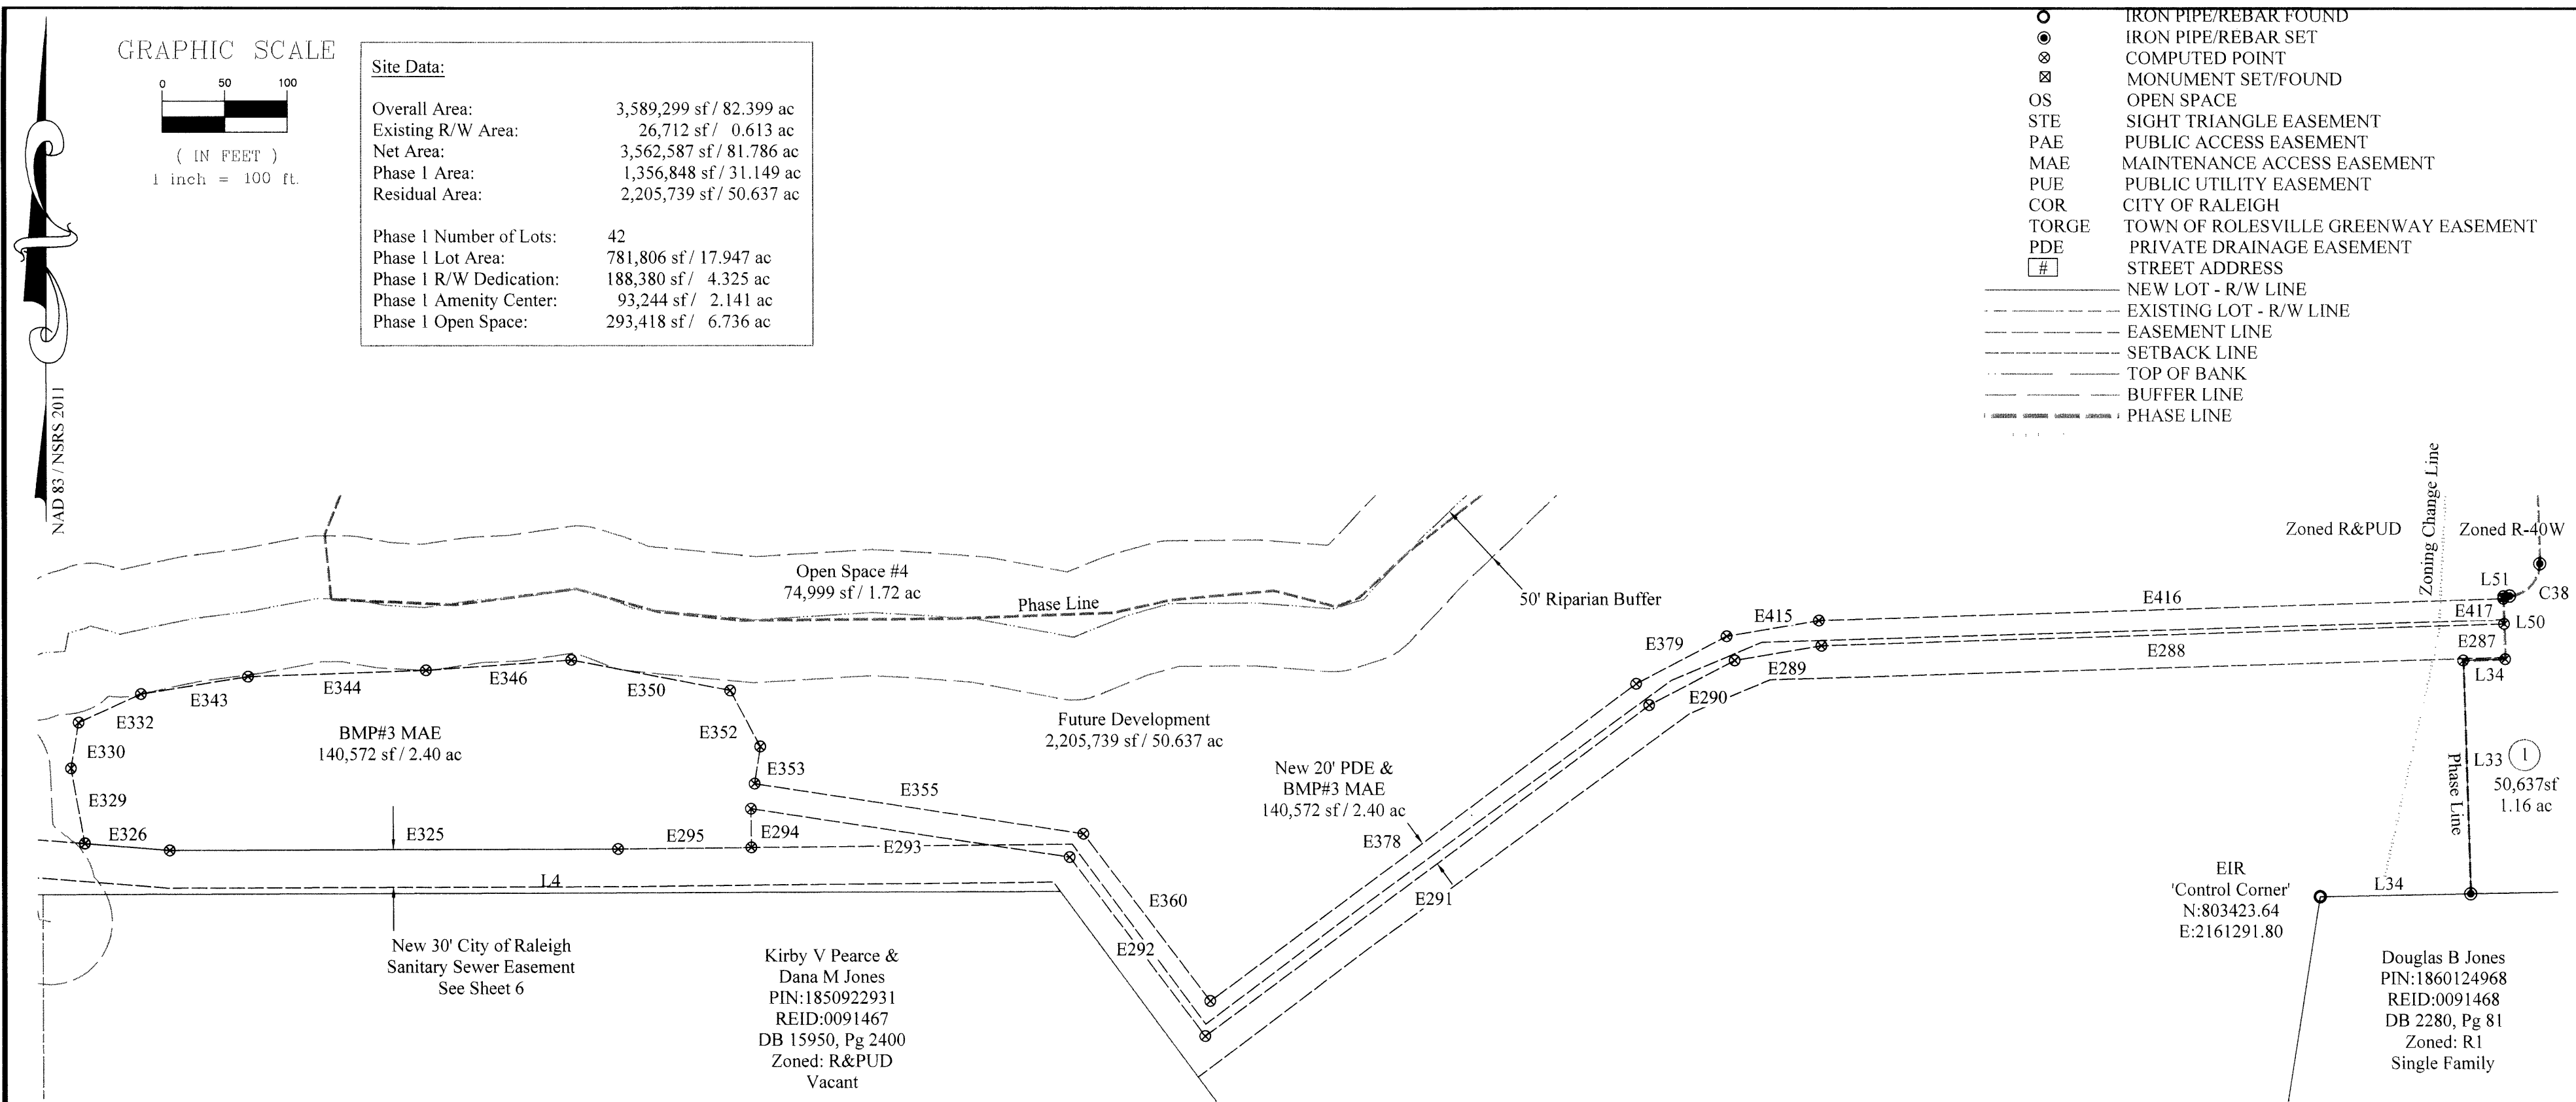 GRAPHIC SCALE
0 50 100
( IN FEET )
1 inch = 100 ft.
NAD 83 / NSRS 2011
Site Data:
Overall Area: 3,589,299 sf / 82.399 ac
Existing R/W Area: 26,712 sf / 0.613 ac
Net Area: 3,562,587 sf / 81.786 ac
Phase 1 Area: 1,356,848 sf / 31.149 ac
Residual Area: 2,205,739 sf / 50.637 ac
Phase 1 Number of Lots: 42
Phase 1 Lot Area: 781,806 sf / 17.947 ac
Phase 1 R/W Dedication: 188,380 sf / 4.325 ac
Phase 1 Amenity Center: 93,244 sf / 2.141 ac
Phase 1 Open Space: 293,418 sf / 6.736 ac
IRON PIPE/REBAR FOUND
IRON PIPE/REBAR SET
COMPUTED POINT
MONUMENT SET/FOUND
OS OPEN SPACE
STE SIGHT TRIANGLE EASEMENT
PAE PUBLIC ACCESS EASEMENT
MAE MAINTENANCE ACCESS EASEMENT
PUE PUBLIC UTILITY EASEMENT
COR CITY OF RALEIGH
TORGE TOWN OF ROLESVILLE GREENWAY EASEMENT
PDE PRIVATE DRAINAGE EASEMENT
# STREET ADDRESS
NEW LOT - R/W LINE
EXISTING LOT - R/W LINE
EASEMENT LINE
SETBACK LINE
TOP OF BANK
BUFFER LINE
PHASE LINE
Zoned R&PUD
Zoning Change Line
Zoned R-40W
Open Space #4
74,999 sf / 1.72 ac
Phase Line
50' Riparian Buffer
L51
C38
E416
E417
E415
L50
E379
E287
E288
E289
L34
E290
E346
E344
E343
E350
E332
E352
E330
BMP#3 MAE
140,572 sf / 2.40 ac
Future Development
2,205,739 sf / 50.637 ac
New 20' PDE &
BMP#3 MAE
140,572 sf / 2.40 ac
Phase Line
L33
1
50,637sf
1.16 ac
E353
E355
E329
E326
E325
E295
E294
E293
E378
L4
E360
E291
E292
EIR
'Control Corner'
N:803423.64
E:2161291.80
L34
New 30' City of Raleigh
Sanitary Sewer Easement
See Sheet 6
Kirby V Pearce &
Dana M Jones
PIN:1850922931
REID:0091467
DB 15950, Pg 2400
Zoned: R&PUD
Vacant
Douglas B Jones
PIN:1860124968
REID:0091468
DB 2280, Pg 81
Zoned: R1
Single Family